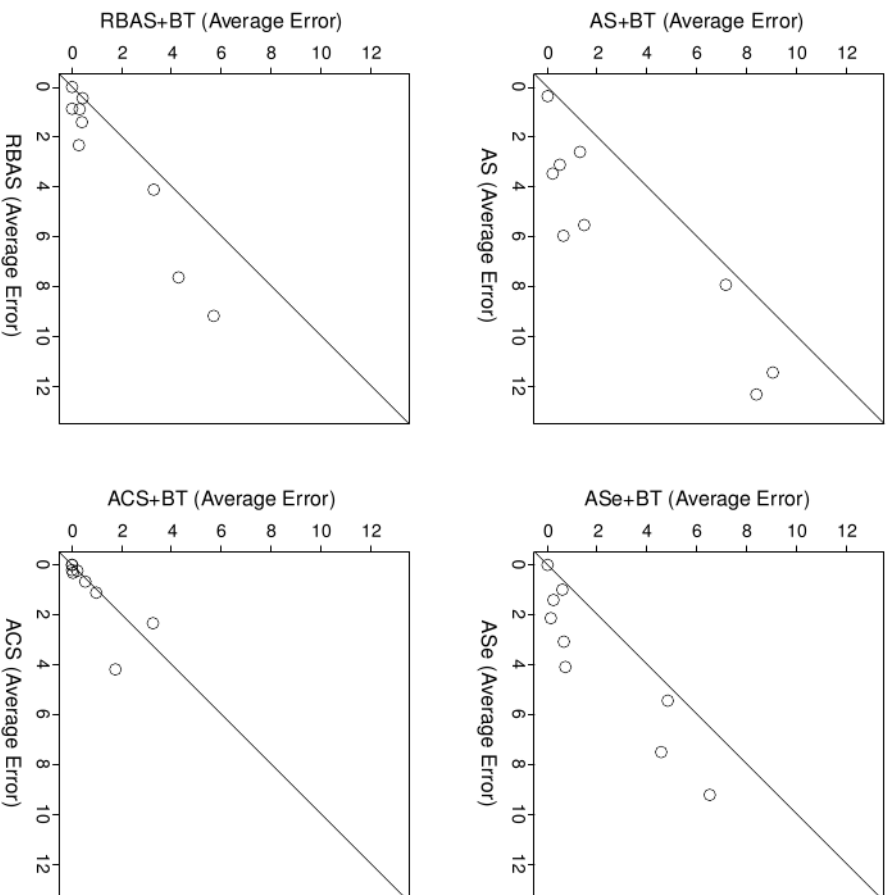 RBAS+BT (Average Error)
0 2 4 6 8 10 12
0 2 4 6 8 10 12
RBAS (Average Error)
AS+BT (Average Error)
0 2 4 6 8 10 12
0 2 4 6 8 10 12
AS (Average Error)
ACS+BT (Average Error)
0 2 4 6 8 10 12
0 2 4 6 8 10 12
ACS (Average Error)
ASe+BT (Average Error)
0 2 4 6 8 10 12
0 2 4 6 8 10 12
ASe (Average Error)